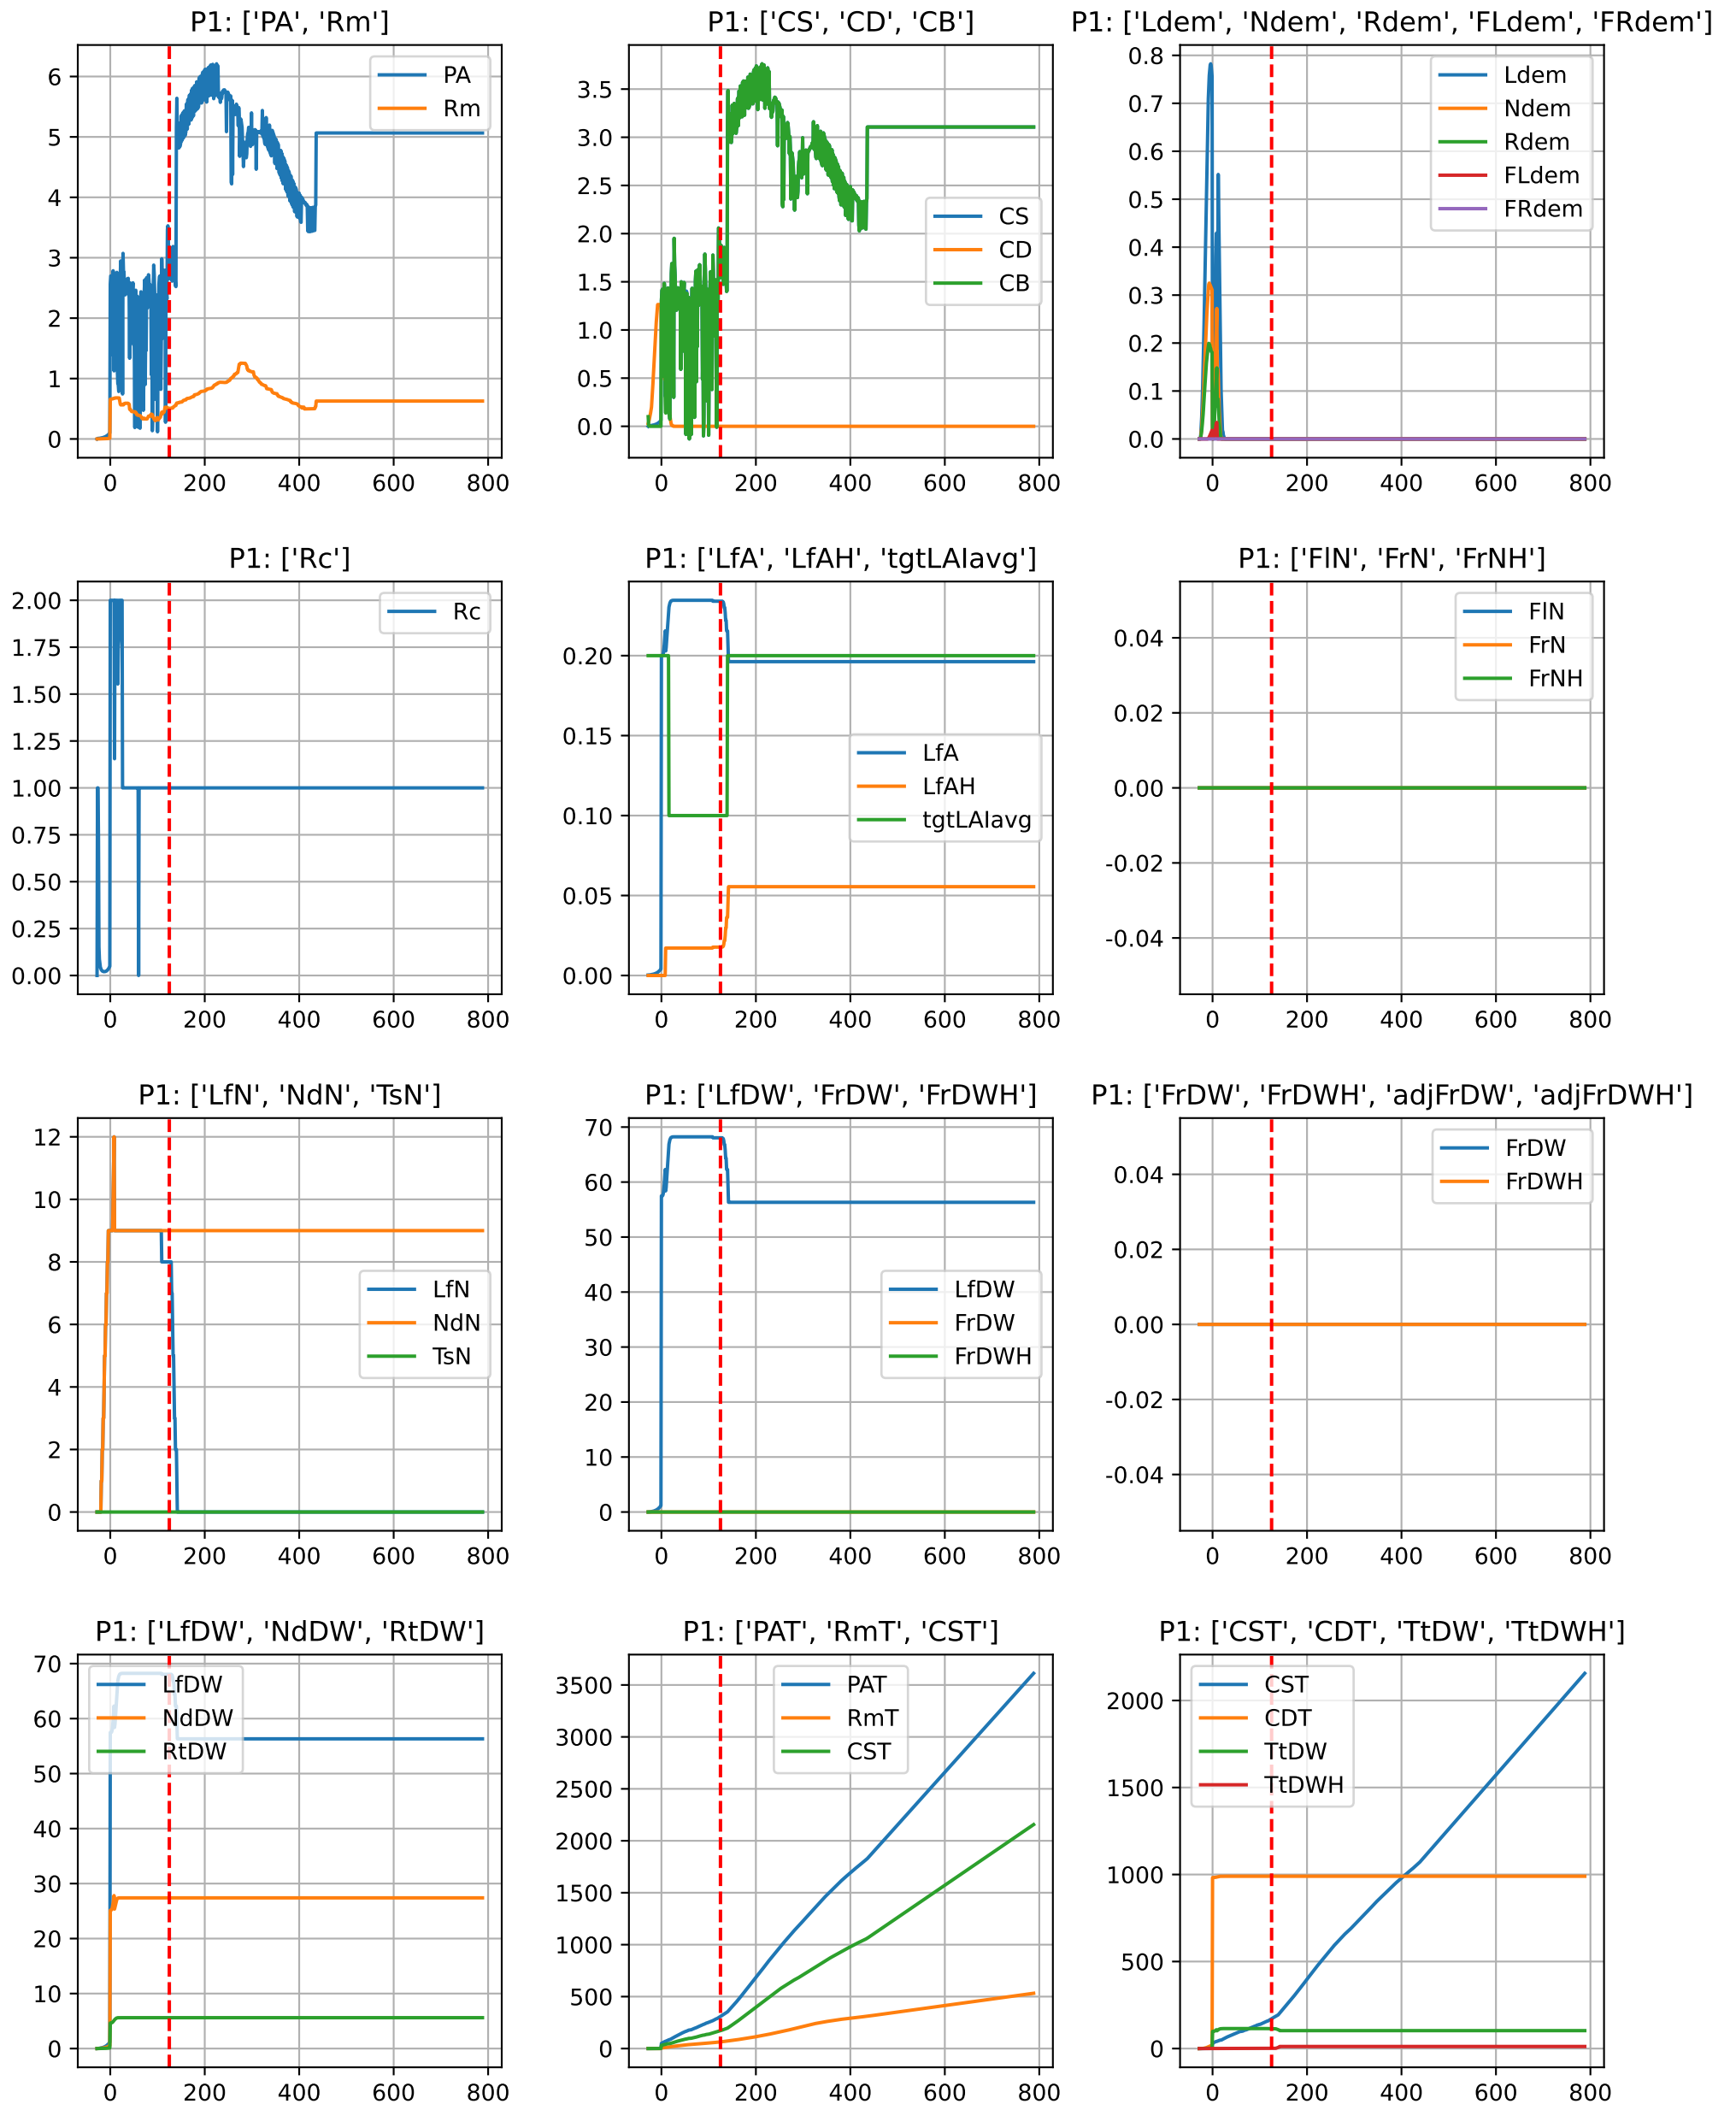 P1: ['PA', 'Rm']
6
5
4
3
2
1
0
0 200 400 600 800
PA
Rm
P1: ['CS', 'CD', 'CB']
3.5
3.0
2.5
2.0
1.5
1.0
0.5
0.0
0 200 400 600 800
CS
CD
CB
P1: ['Ldem', 'Ndem', 'Rdem', 'FLdem', 'FRdem']
0.8
0.7
0.6
0.5
0.4
0.3
0.2
0.1
0.0
0 200 400 600 800
Ldem
Ndem
Rdem
FLdem
FRdem
P1: ['Rc']
2.00
1.75
1.50
1.25
1.00
0.75
0.50
0.25
0.00
0 200 400 600 800
Rc
P1: ['LfA', 'LfAH', 'tgtLAIavg']
0.20
0.15
0.10
0.05
0.00
0 200 400 600 800
LfA
LfAH
tgtLAIavg
P1: ['FlN', 'FrN', 'FrNH']
0.04
0.02
0.00
-0.02
-0.04
0 200 400 600 800
FlN
FrN
FrNH
P1: ['LfN', 'NdN', 'TsN']
12
10
8
6
4
2
0
0 200 400 600 800
LfN
NdN
TsN
P1: ['LfDW', 'FrDW', 'FrDWH']
70
60
50
40
30
20
10
0
0 200 400 600 800
LfDW
FrDW
FrDWH
P1: ['FrDW', 'FrDWH', 'adjFrDW', 'adjFrDWH']
0.04
0.02
0.00
-0.02
-0.04
0 200 400 600 800
FrDW
FrDWH
P1: ['LfDW', 'NdDW', 'RtDW']
70
60
50
40
30
20
10
0
0 200 400 600 800
LfDW
NdDW
RtDW
P1: ['PAT', 'RmT', 'CST']
3500
3000
2500
2000
1500
1000
500
0
0 200 400 600 800
PAT
RmT
CST
P1: ['CST', 'CDT', 'TtDW', 'TtDWH']
2000
1500
1000
500
0
0 200 400 600 800
CST
CDT
TtDW
TtDWH